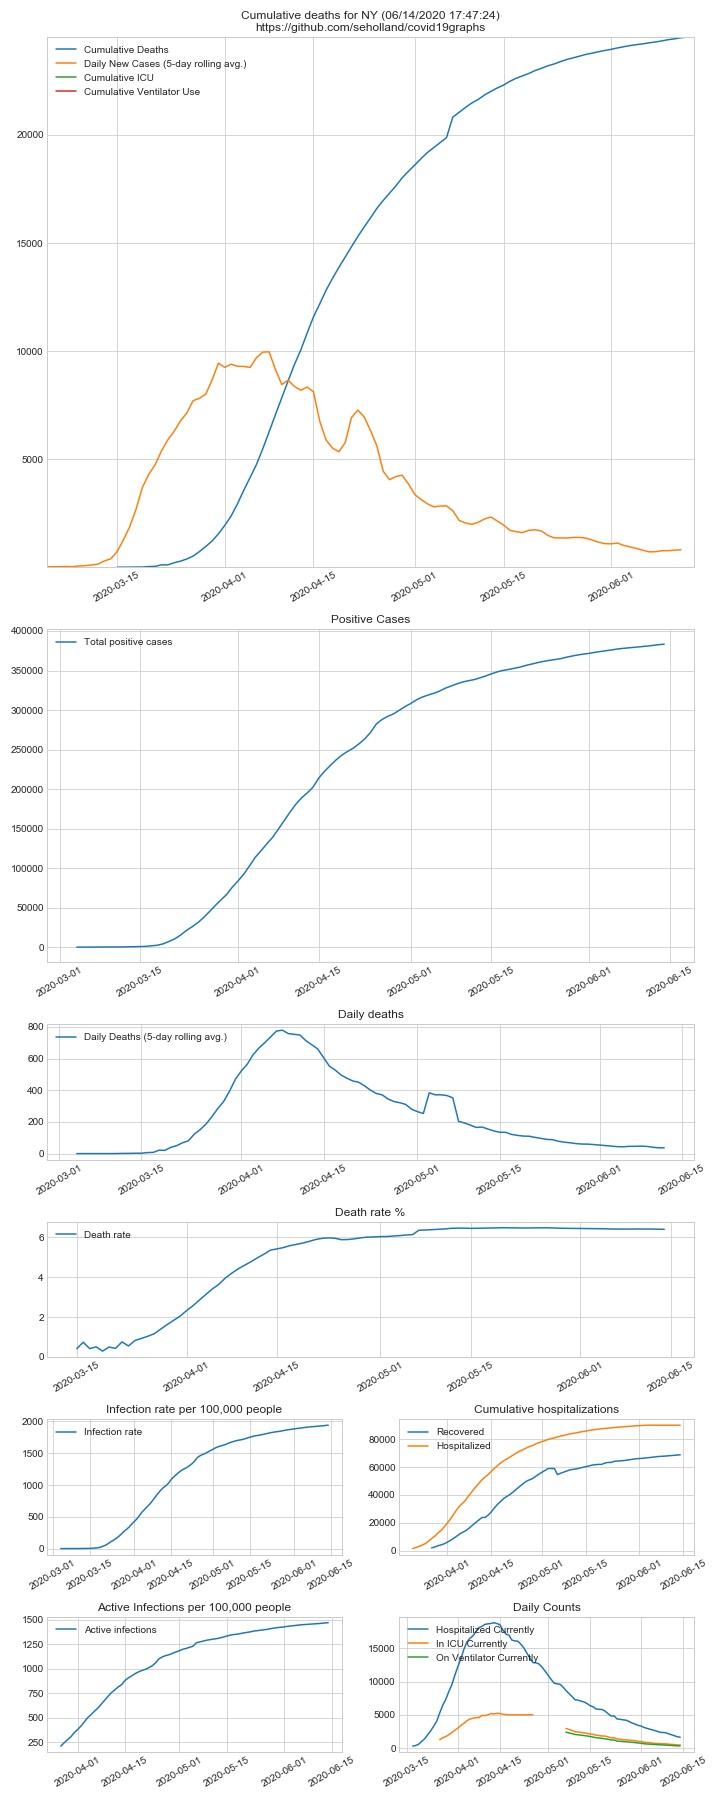 Cumulative deaths for NY (06/14/2020 17:47:24)
https://github.com/seholland/covid19graphs
Cumulative Deaths
Daily New Cases (5-day rolling avg.)
Cumulative ICU
Cumulative Ventilator Use
20000
15000
10000
5000
2020-03-15 2020-04-01 2020-04-15 2020-05-01 2020-05-15 2020-06-01
Positive Cases
Total positive cases
400000
350000
300000
250000
200000
150000
100000
50000
0
2020-03-01 2020-03-15 2020-04-01 2020-04-15 2020-05-01 2020-05-15 2020-06-01 2020-06-15
Daily deaths
Daily Deaths (5-day rolling avg.)
800
600
400
200
0
2020-03-01 2020-03-15 2020-04-01 2020-04-15 2020-05-01 2020-05-15 2020-06-01 2020-06-15
Death rate %
Death rate
6
4
2
0
2020-03-15 2020-04-01 2020-04-15 2020-05-01 2020-05-15 2020-06-01 2020-06-15
Infection rate per 100,000 people
Infection rate
2000
1500
1000
500
0
2020-03-01 2020-03-15 2020-04-01 2020-04-15 2020-05-01 2020-05-15 2020-06-01 2020-06-15
Cumulative hospitalizations
Recovered
Hospitalized
80000
60000
40000
20000
0
2020-04-01 2020-04-15 2020-05-01 2020-05-15 2020-06-01 2020-06-15
Active Infections per 100,000 people
Active infections
1500
1250
1000
750
500
250
2020-04-01 2020-04-15 2020-05-01 2020-05-15 2020-06-01 2020-06-15
Daily Counts
Hospitalized Currently
In ICU Currently
On Ventilator Currently
15000
10000
5000
0
2020-03-15 2020-04-01 2020-04-15 2020-05-01 2020-05-15 2020-06-01 2020-06-15